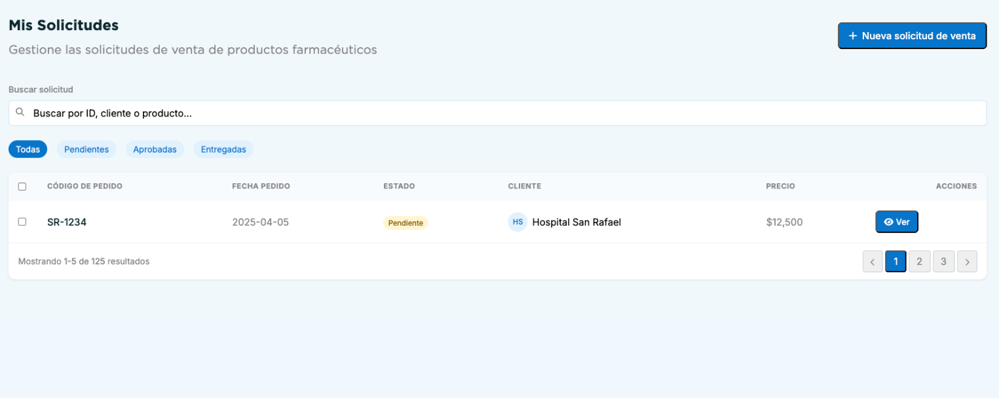 Mis Solicitudes
Gestione las solicitudes de venta de productos farmacéuticos
+ Nueva solicitud de venta
Buscar solicitud
Buscar por ID, cliente o producto...
Todas Pendientes Aprobadas Entregadas
CÓDIGO DE PEDIDO FECHA PEDIDO ESTADO CLIENTE PRECIO ACCIONES
SR-1234 2025-04-05 Pendiente HS Hospital San Rafael $12,500 Ver
Mostrando 1-5 de 125 resultados < 1 2 3 >